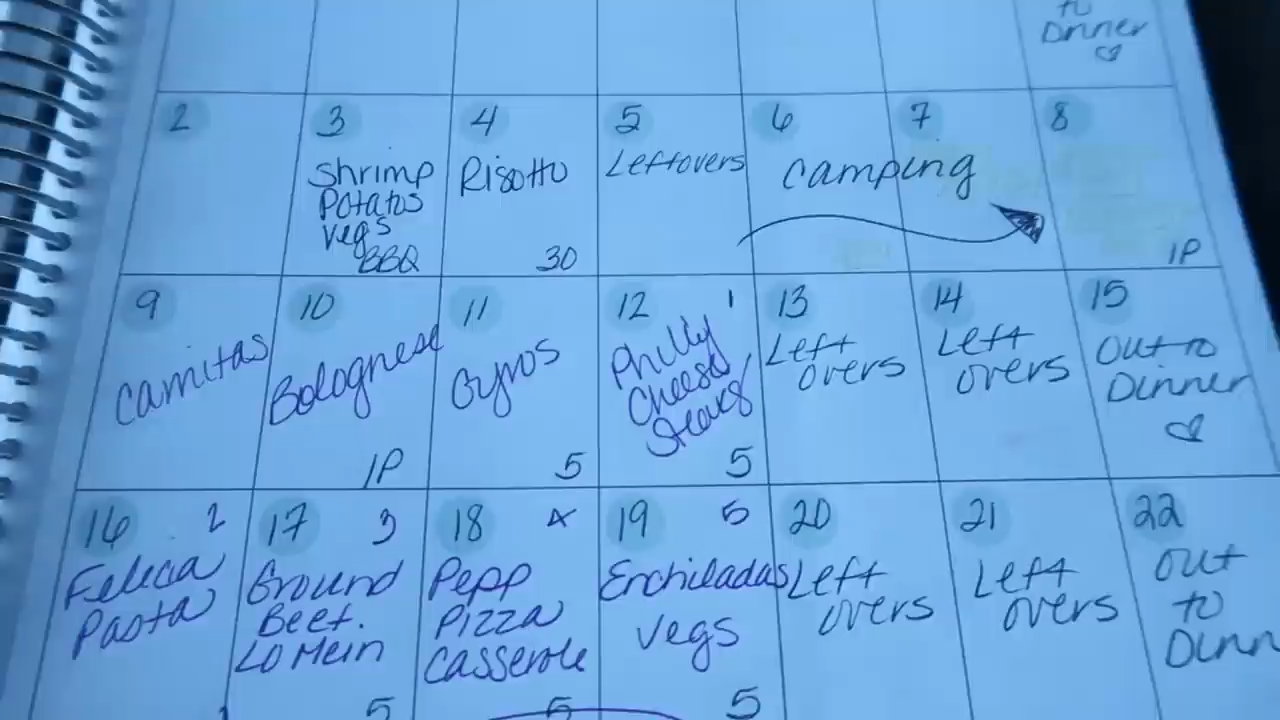 to
Dinner
2
3
Shrimp
Potatos
vegs
BBQ
4
Risotto
30
5
Leftovers
6
7
camping
8
1P
9
Carnitas
10
Bolognese
1P
11
Gyros
5
12
1
Philly
Cheese
Steaks
5
13
Left
overs
14
Left
overs
15
Out to
Dinner
16
2
Felicia
Pasta
17
3
Ground
Beef.
Lo Mein
5
18
4
Pepp
Pizza
Casserole
5
19
5
Enchiladas
vegs
5
20
Left
overs
21
Left
overs
22
Out
to
Dinn